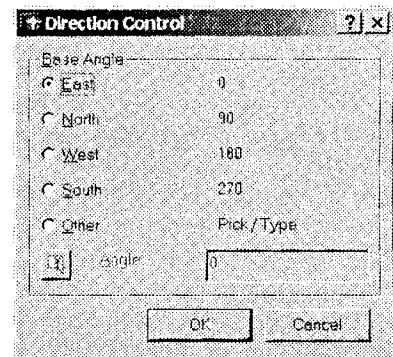 Direction Control ? ×
Base Angle
East 0
North 90
West 180
South 270
Other Pick / Type
Angle: 0
OK Cancel